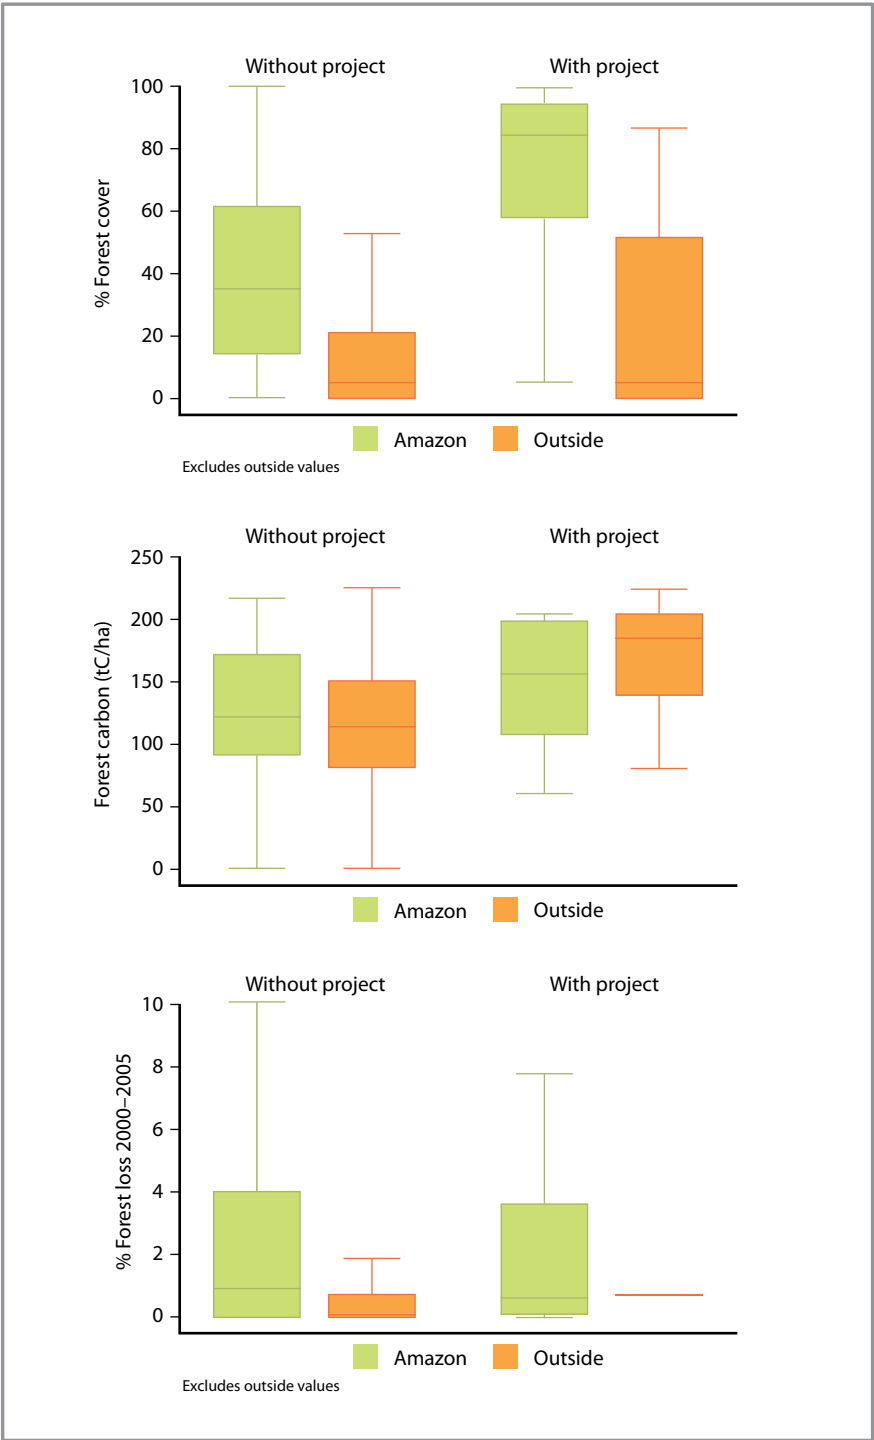 Without project With project
100
80
60
40
20
0
% Forest cover
Amazon Outside
Excludes outside values
Without project With project
250
200
150
100
50
0
Forest carbon (tC/ha)
Amazon Outside
Without project With project
10
8
6
4
2
0
% Forest loss 2000–2005
Amazon Outside
Excludes outside values